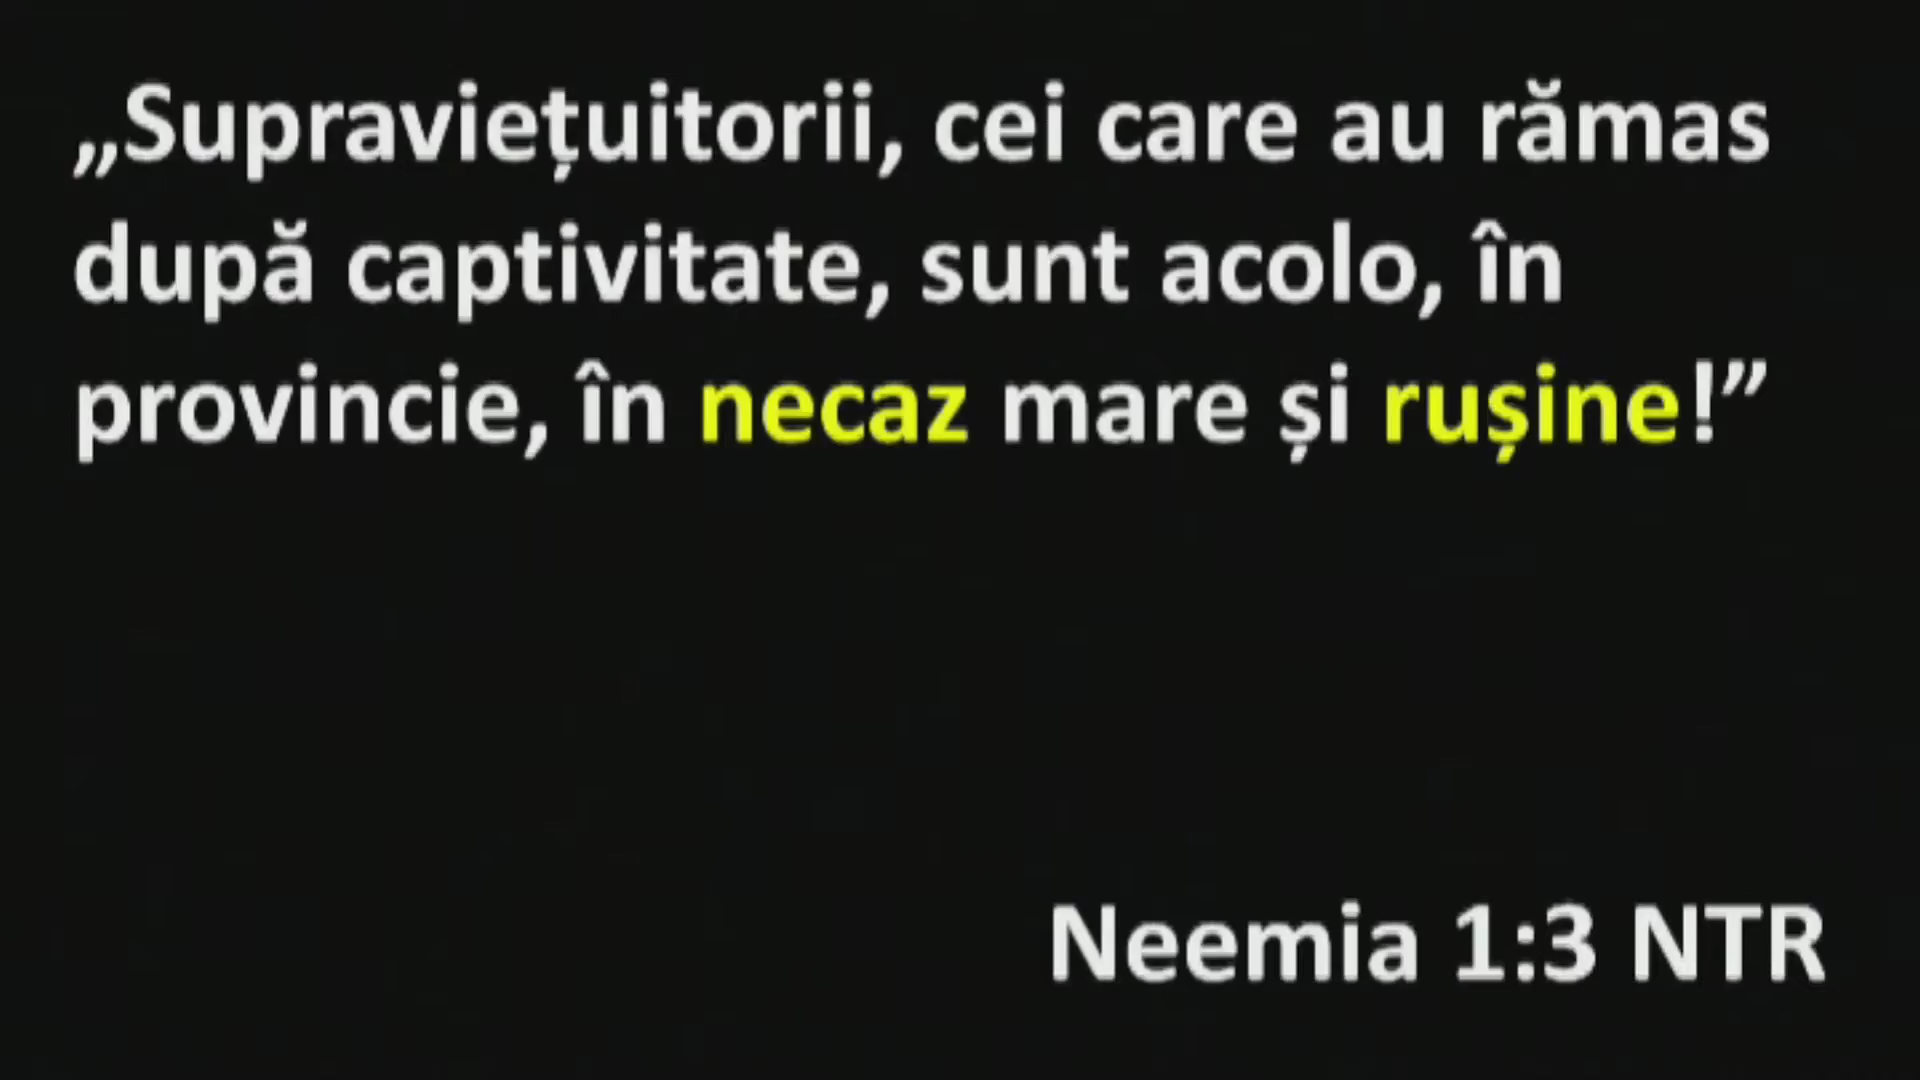 „Supraviețuitorii, cei care au rămas
după captivitate, sunt acolo, în
provincie, în necaz mare și rușine!”
Neemia 1:3 NTR